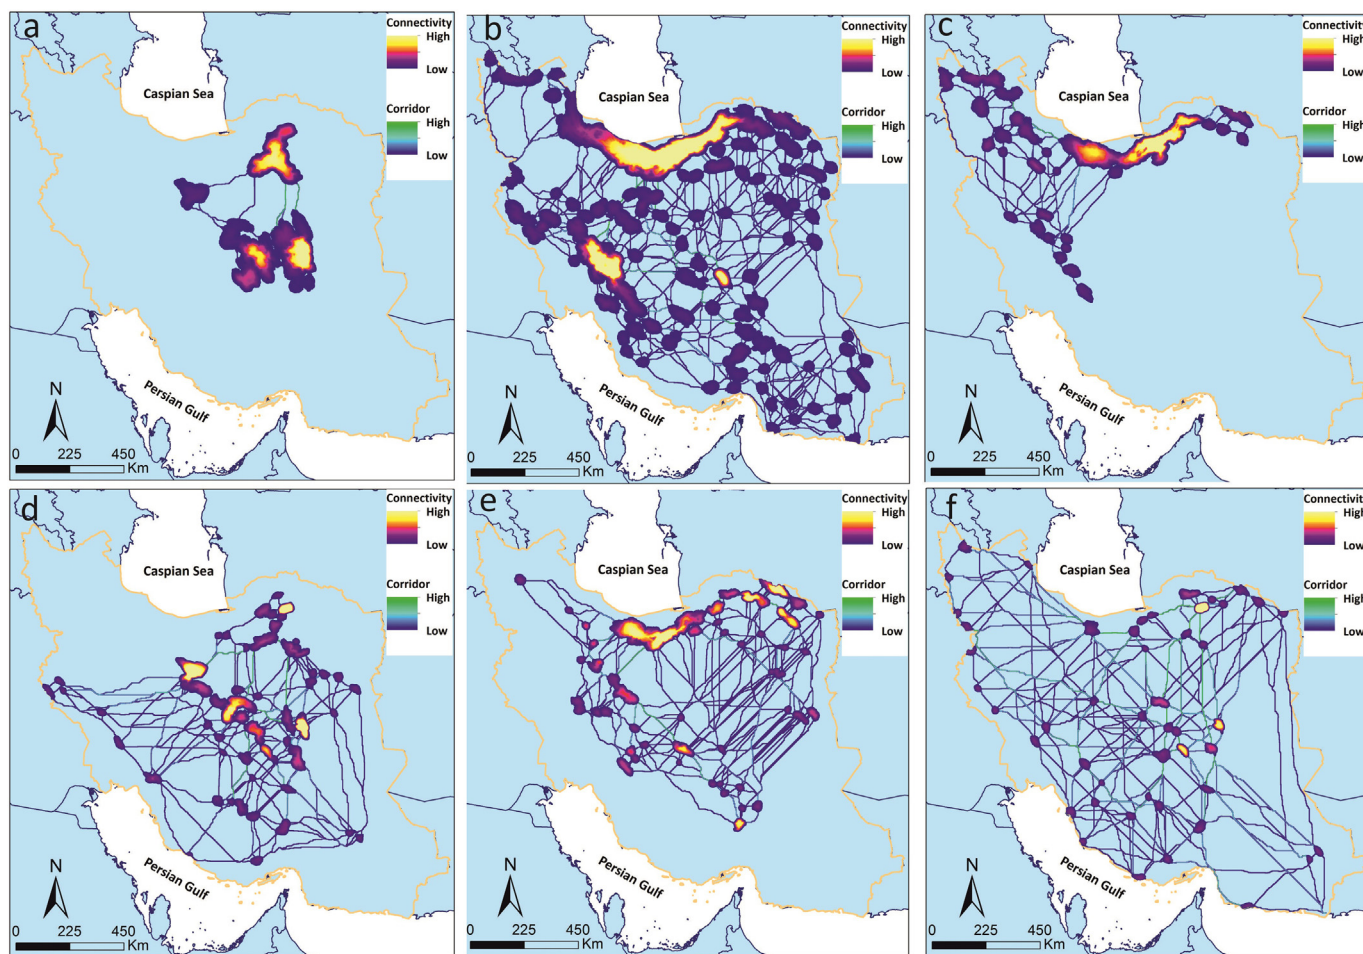 a
Connectivity
High
Low
Corridor
High
Low
Caspian Sea
Persian Gulf
N
0 225 450
Km
b
Connectivity
High
Low
Corridor
High
Low
Caspian Sea
Persian Gulf
N
0 225 450
Km
c
Connectivity
High
Low
Corridor
High
Low
Caspian Sea
Persian Gulf
N
0 225 450
Km
d
Connectivity
High
Low
Corridor
High
Low
Caspian Sea
Persian Gulf
N
0 225 450
Km
e
Connectivity
High
Low
Corridor
High
Low
Caspian Sea
Persian Gulf
N
0 225 450
Km
f
Connectivity
High
Low
Corridor
High
Low
Caspian Sea
Persian Gulf
N
0 225 450
Km